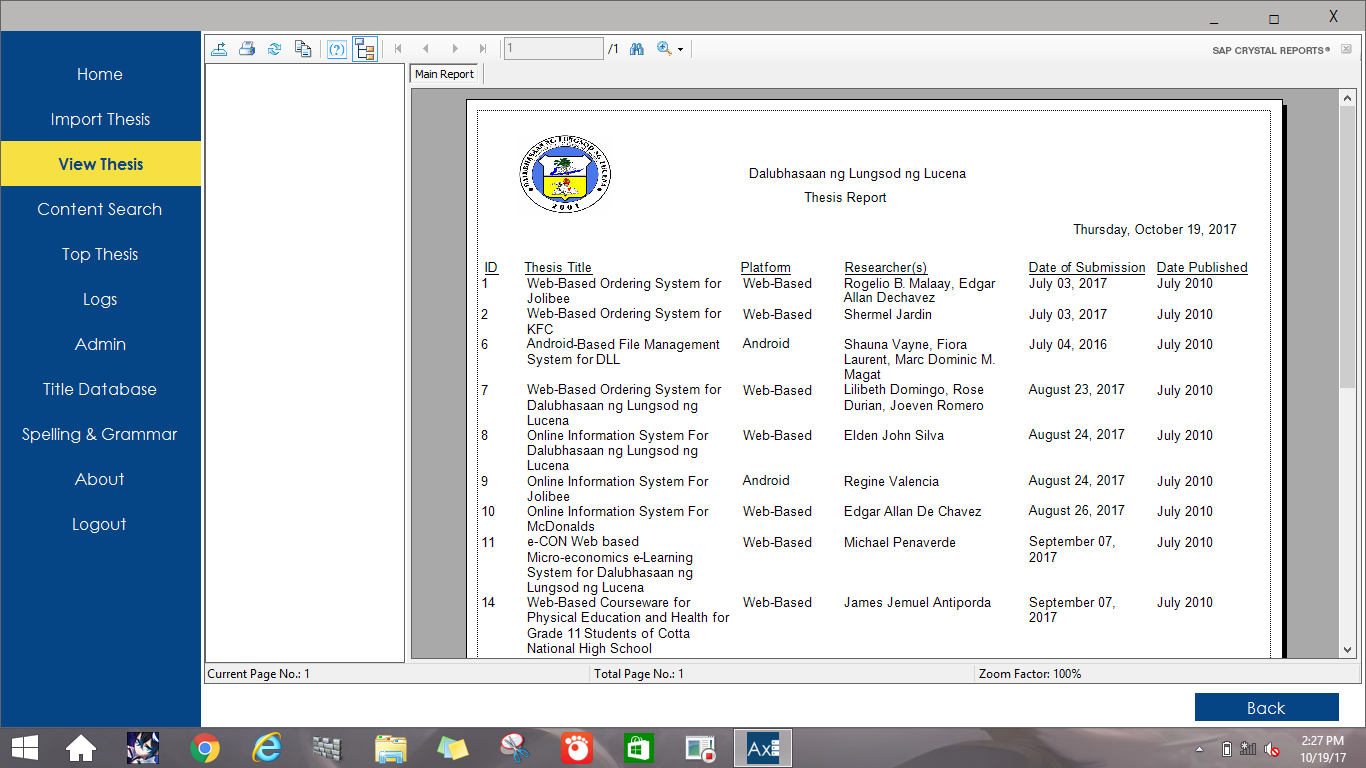 X
Home
Import Thesis
View Thesis
Content Search
Top Thesis
Logs
Admin
Title Database
Spelling & Grammar
About
Logout
1 /1
SAP CRYSTAL REPORTS®
Main Report
DALUBHASAAN NG LUNGSOD NG LUCENA
2001
Dalubhasaan ng Lungsod ng Lucena
Thesis Report
Thursday, October 19, 2017
ID Thesis Title Platform Researcher(s) Date of Submission Date Published
1 Web-Based Ordering System for Web-Based Rogelio B. Malaay, Edgar July 03, 2017 July 2010
Jolibee Allan Dechavez
2 Web-Based Ordering System for Web-Based Shermel Jardin July 03, 2017 July 2010
KFC
6 Android-Based File Management Android Shauna Vayne, Fiora July 04, 2016 July 2010
System for DLL Laurent, Marc Dominic M.
Magat
7 Web-Based Ordering System for Web-Based Lilibeth Domingo, Rose August 23, 2017 July 2010
Dalubhasaan ng Lungsod ng Durian, Joeven Romero
Lucena
8 Online Information System For Web-Based Elden John Silva August 24, 2017 July 2010
Dalubhasaan ng Lungsod ng
Lucena
9 Online Information System For Android Regine Valencia August 24, 2017 July 2010
Jolibee
10 Online Information System For Web-Based Edgar Allan De Chavez August 26, 2017 July 2010
McDonalds
11 e-CON Web based Web-Based Michael Penaverde September 07, July 2010
Micro-economics e-Learning 2017
System for Dalubhasaan ng
Lungsod ng Lucena
14 Web-Based Courseware for Web-Based James Jemuel Antiporda September 07, July 2010
Physical Education and Health for 2017
Grade 11 Students of Cotta
National High School
Current Page No.: 1 Total Page No.: 1 Zoom Factor: 100%
Back
Ax
2:27 PM
10/19/17